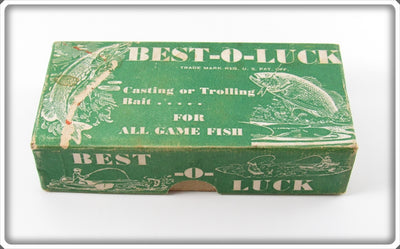 BEST-O-LUCK
TRADE MARK REG. U. S. PAT. OFF.
Casting or Trolling
Bait . . . . .
FOR
ALL GAME FISH
BEST
-O-
LUCK